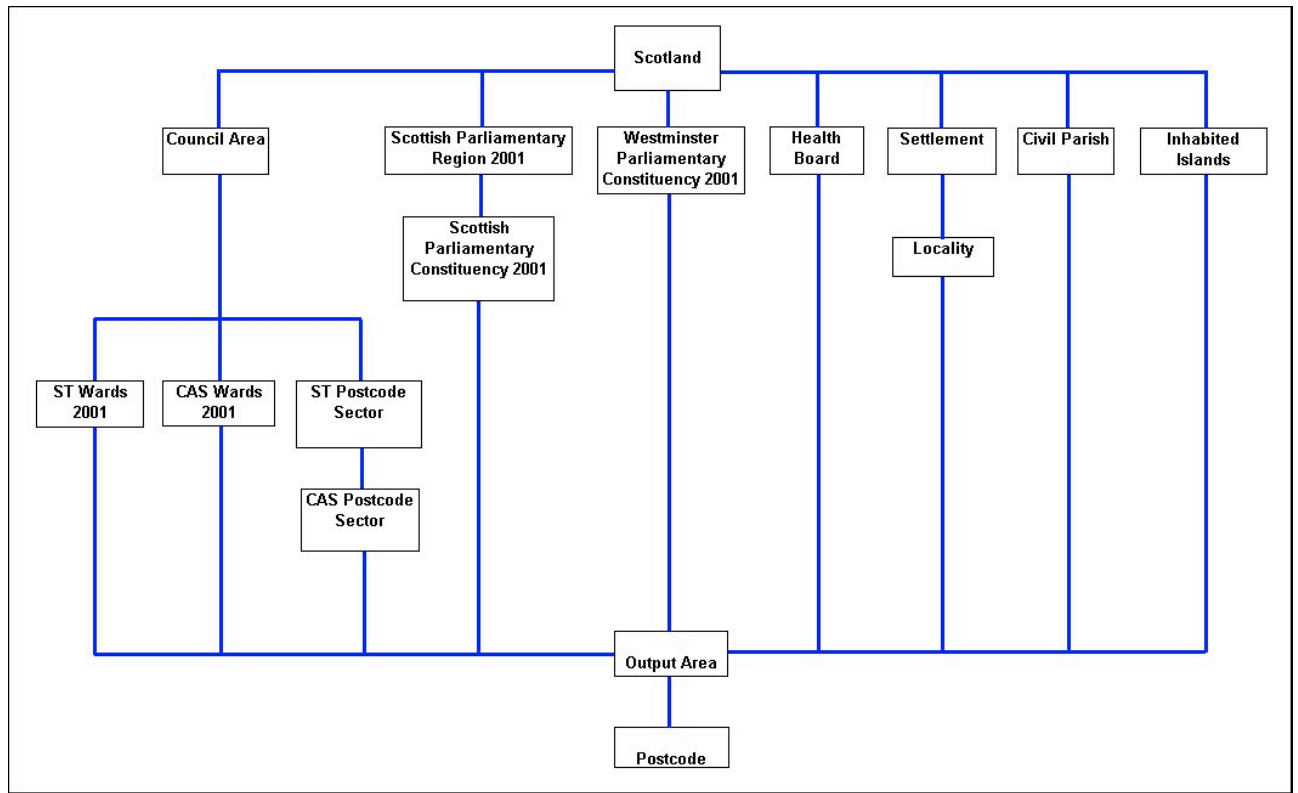 Scotland
Council Area
Scottish Parliamentary
Region 2001
Westminster
Parliamentary
Constituency 2001
Health
Board
Settlement
Civil Parish
Inhabited
Islands
Scottish
Parliamentary
Constituency 2001
Locality
ST Wards
2001
CAS Wards
2001
ST Postcode
Sector
CAS Postcode
Sector
Output Area
Postcode